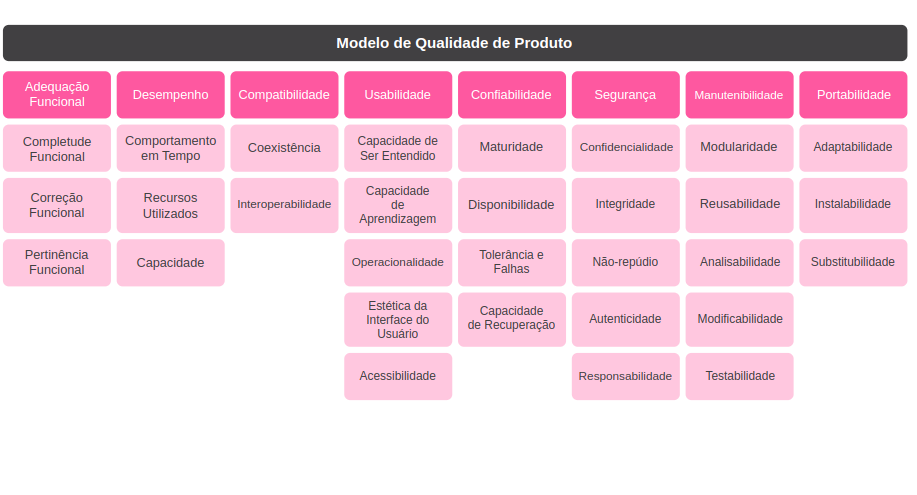 Modelo de Qualidade de Produto
Adequação
Funcional
Desempenho
Compatibilidade
Usabilidade
Confiabilidade
Segurança
Manutenibilidade
Portabilidade
Completude
Funcional
Comportamento
em Tempo
Coexistência
Capacidade de
Ser Entendido
Maturidade
Confidencialidade
Modularidade
Adaptabilidade
Correção
Funcional
Recursos
Utilizados
Interoperabilidade
Capacidade
de
Aprendizagem
Disponibilidade
Integridade
Reusabilidade
Instalabilidade
Pertinência
Funcional
Capacidade
Operacionalidade
Tolerância e
Falhas
Não-repúdio
Analisabilidade
Substitubilidade
Estética da
Interface do
Usuário
Capacidade
de Recuperação
Autenticidade
Modificabilidade
Acessibilidade
Responsabilidade
Testabilidade